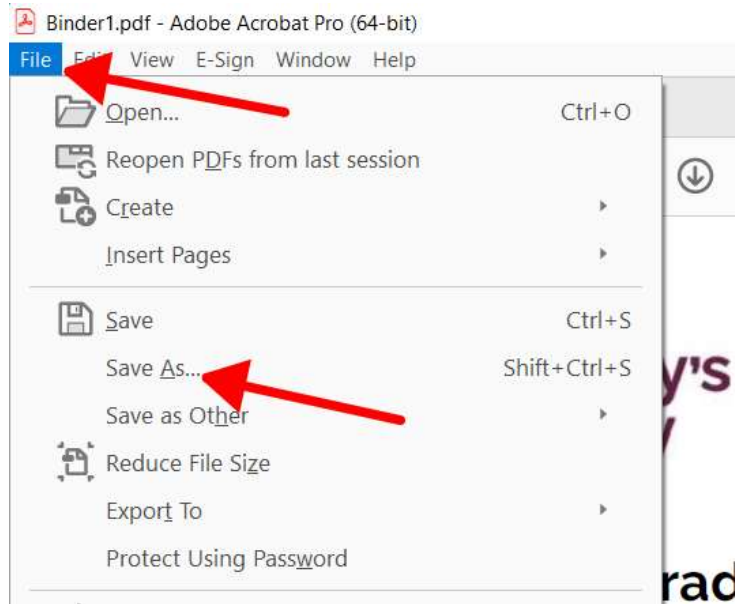 Binder1.pdf - Adobe Acrobat Pro (64-bit)
File Edit View E-Sign Window Help
Open... Ctrl+O
Reopen PDFs from last session
Create
Insert Pages
Save Ctrl+S
Save As... Shift+Ctrl+S
y's
Save as Other
y
Reduce File Size
Export To
Protect Using Password
rad